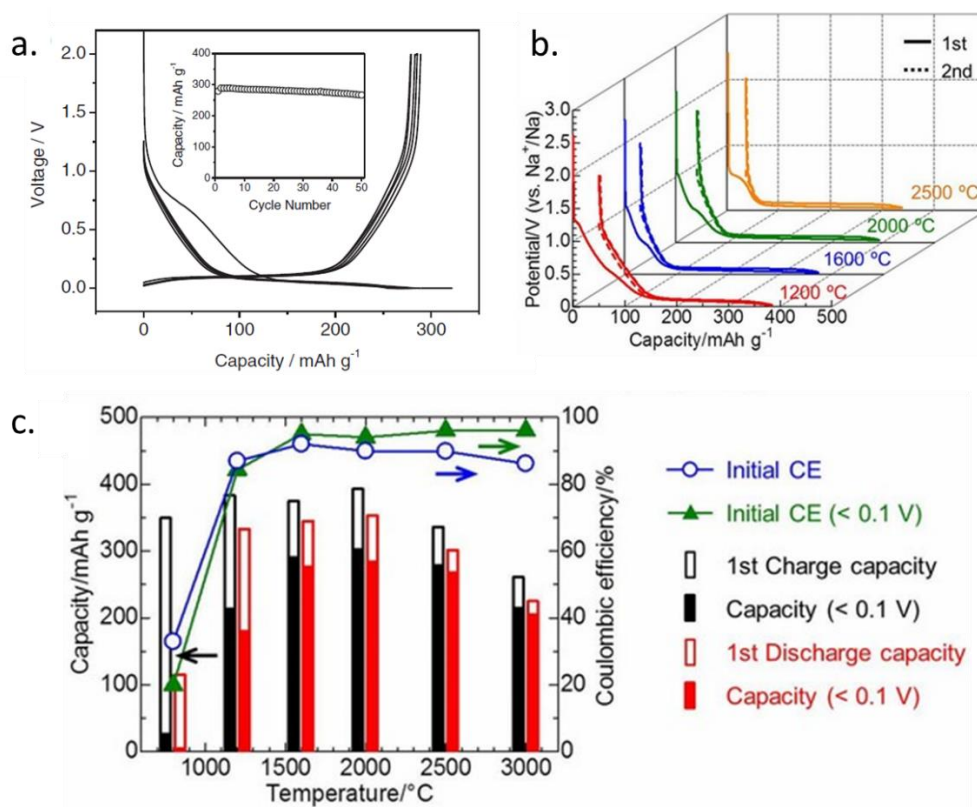 a.
2.0
1.5
1.0
0.5
0.0
Voltage / V
400
300
200
100
0
Capacity / mAh g-1
0 10 20 30 40 50
Cycle Number
0 100 200 300
Capacity / mAh g-1
b.
1st
2nd
3.0
2.5
2.0
1.5
1.0
0.5
0
Potential/V (vs. Na+/Na)
2500 ºC
2000 ºC
1600 ºC
1200 ºC
0 100 200 300 400 500
Capacity/mAh g-1
c.
500
400
300
200
100
0
Capacity/mAh g-1
100
80
60
40
20
0
Coulombic efficiency/%
1000 1500 2000 2500 3000
Temperature/°C
Initial CE
Initial CE (< 0.1 V)
1st Charge capacity
Capacity (< 0.1 V)
1st Discharge capacity
Capacity (< 0.1 V)